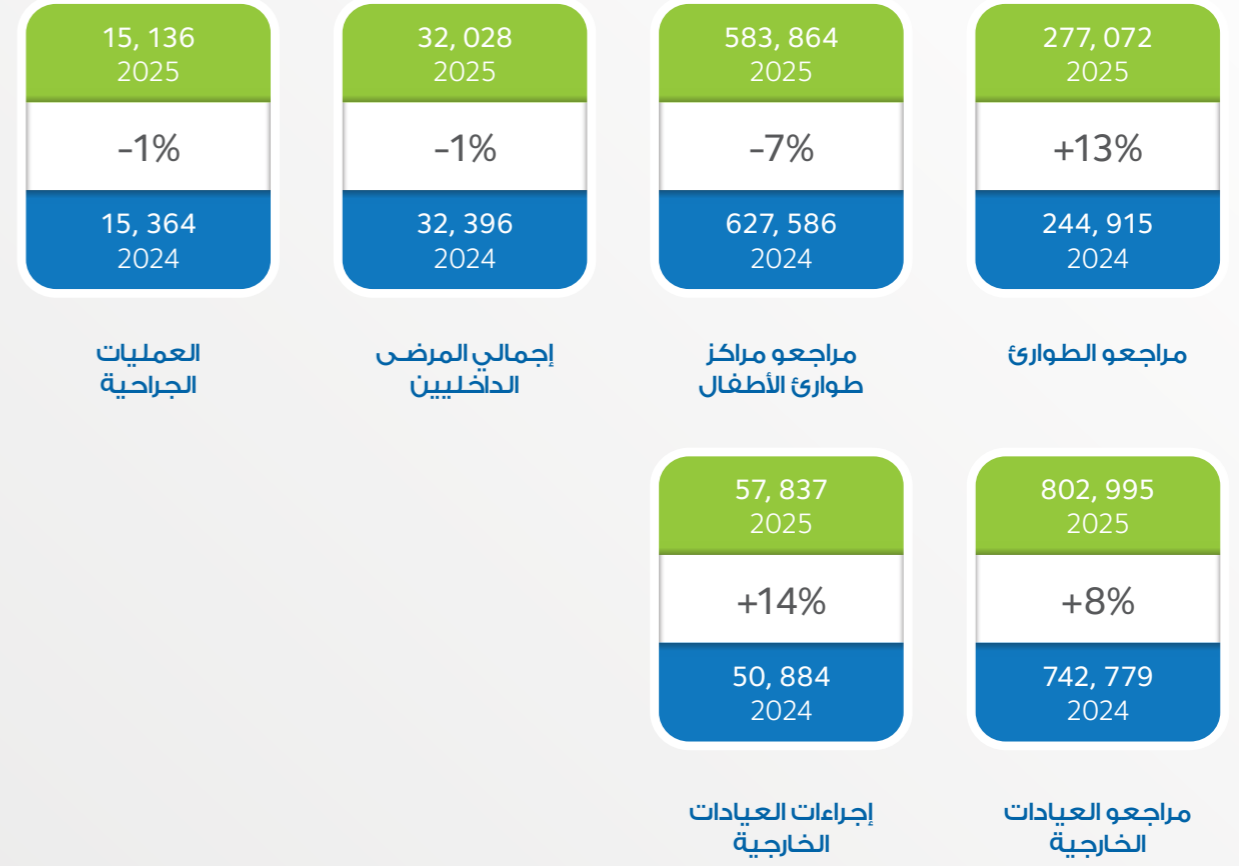 277, 072
2025
+13%
244, 915
2024
مراجعو الطوارئ
583, 864
2025
-7%
627, 586
2024
مراجعو مراكز
طوارئ الأطفال
32, 028
2025
-1%
32, 396
2024
إجمالي المرضى
الداخليين
15, 136
2025
-1%
15, 364
2024
العمليات
الجراحية
802, 995
2025
+8%
742, 779
2024
مراجعو العيادات
الخارجية
57, 837
2025
+14%
50, 884
2024
إجراءات العيادات
الخارجية